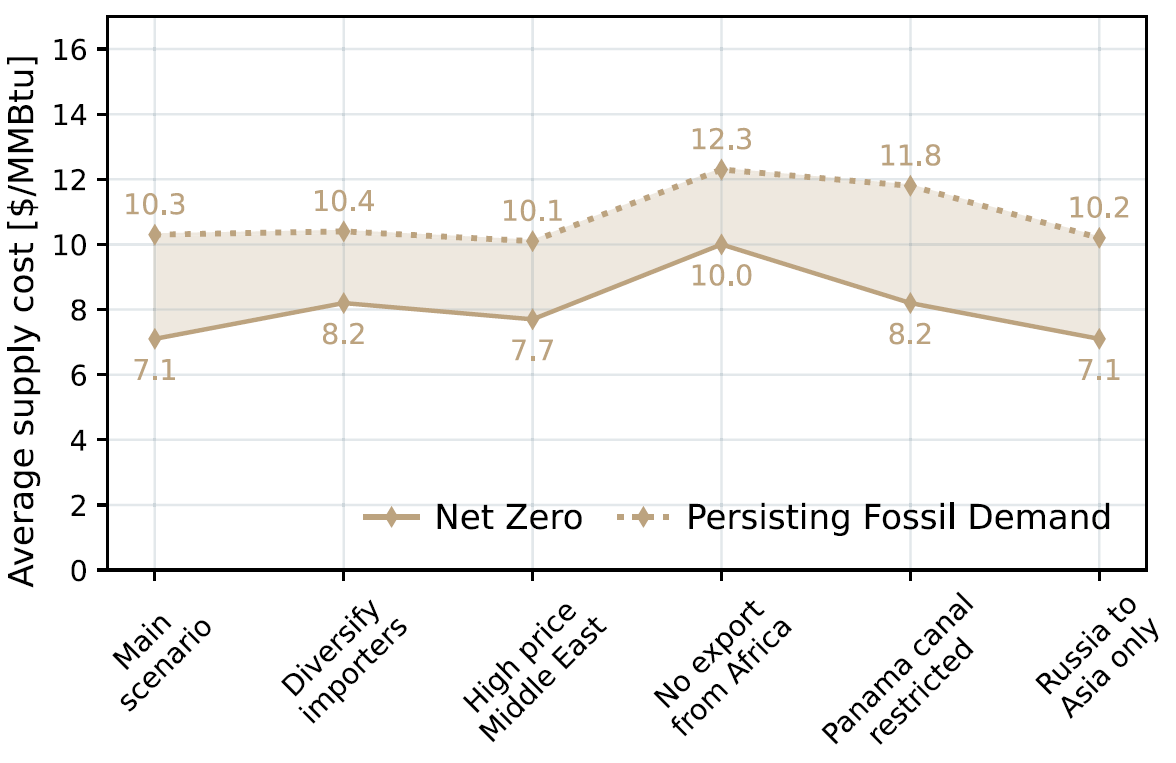 Average supply cost [$/MMBtu]
16
14
12
10
8
6
4
2
0
10.3
10.4
10.1
12.3
11.8
10.2
7.1
8.2
7.7
10.0
8.2
7.1
Net Zero
Persisting Fossil Demand
Main
scenario
Diversify
importers
High price
Middle East
No export
from Africa
Panama canal
restricted
Russia to
Asia only